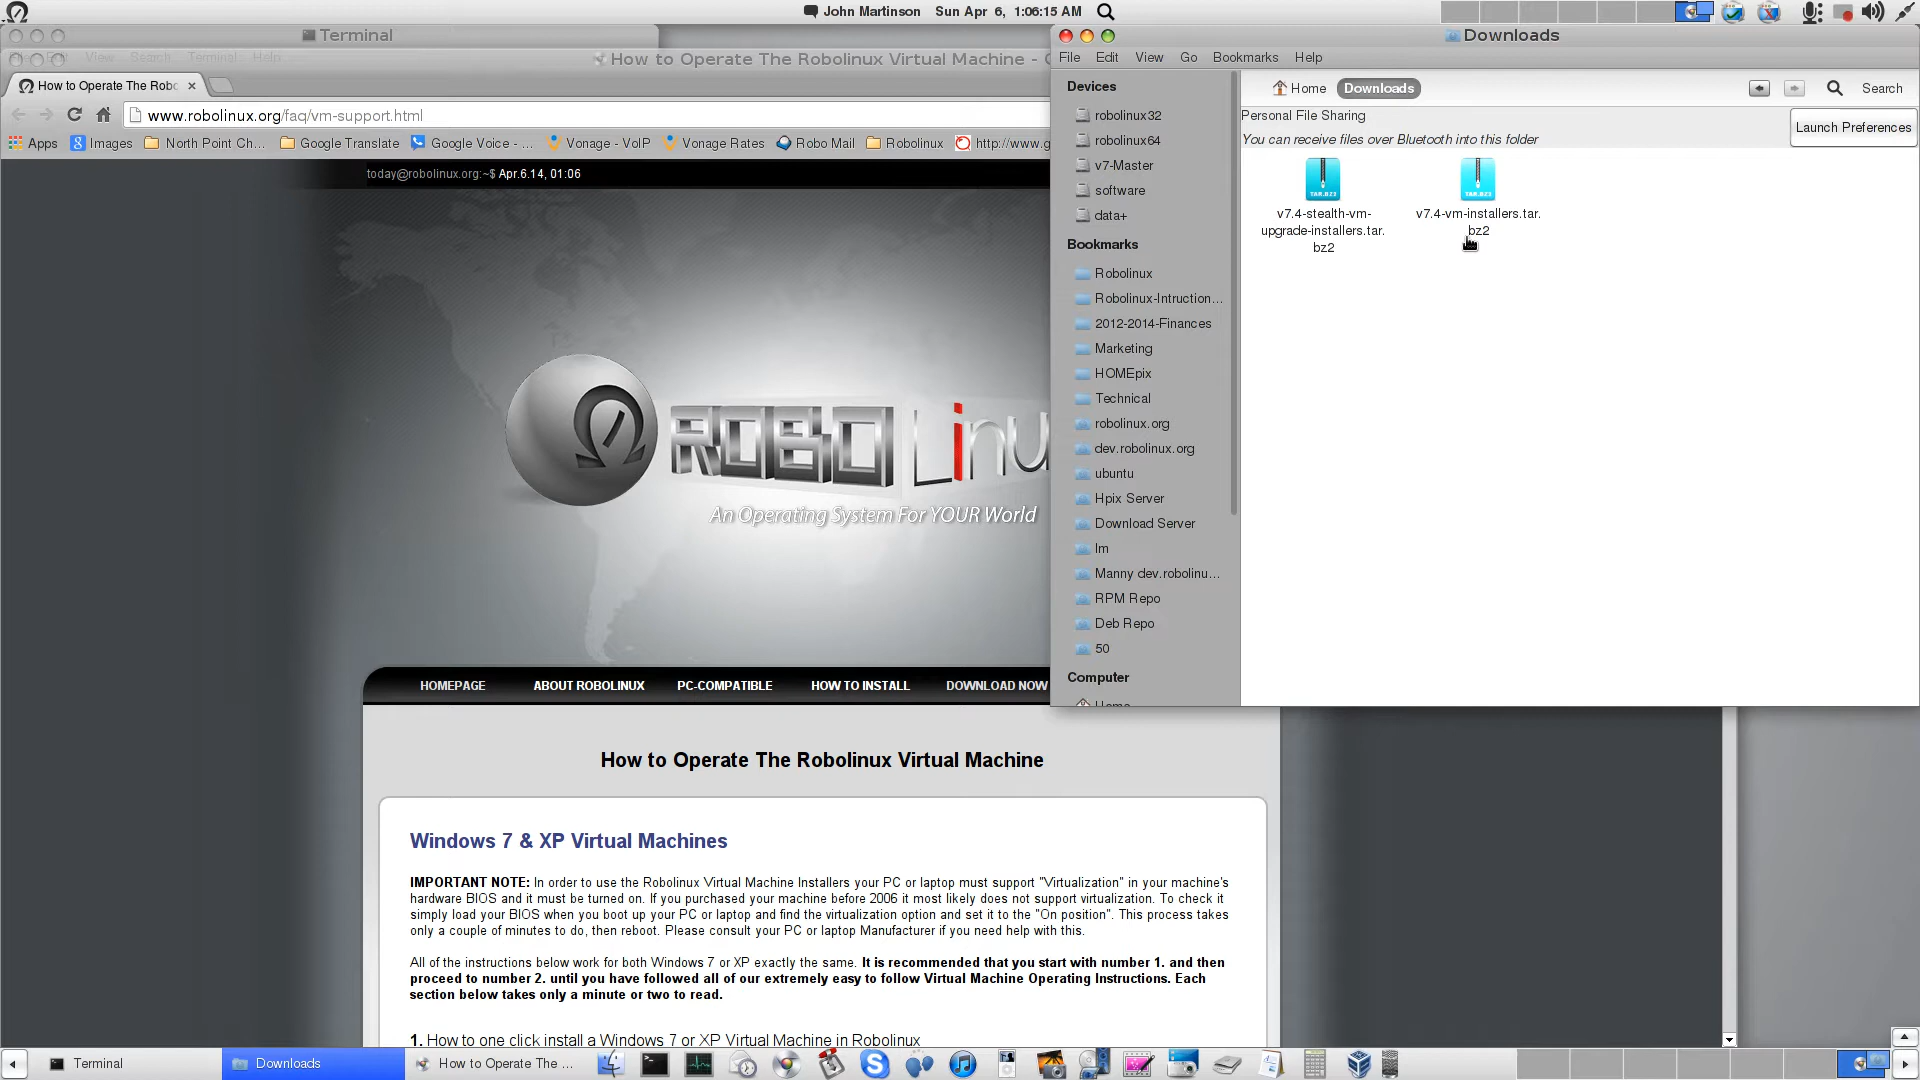 John Martinson Sun Apr 6, 1:06:15 AM
Terminal
View Search Terminal Help
How to Operate The Robolinux Virtual Machine -
How to Operate The Robo
www.robolinux.org/faq/vm-support.html
Apps Images North Point Ch... Google Translate Google Voice - ... Vonage - VoIP Vonage Rates Robo Mail Robolinux http://www.g
today@robolinux.org:~$ Apr.6.14, 01:06
ROBO Linu
An Operating System For YOUR World
HOMEPAGE ABOUT ROBOLINUX PC-COMPATIBLE HOW TO INSTALL DOWNLOAD NOW
How to Operate The Robolinux Virtual Machine
Windows 7 & XP Virtual Machines
IMPORTANT NOTE: In order to use the Robolinux Virtual Machine Installers your PC or laptop must support "Virtualization" in your machine's
hardware BIOS and it must be turned on. If you purchased your machine before 2006 it most likely does not support virtualization. To check it
simply load your BIOS when you boot up your PC or laptop and find the virtualization option and set it to the "On position". This process takes
only a couple of minutes to do, then reboot. Please consult your PC or laptop Manufacturer if you need help with this.
All of the instructions below work for both Windows 7 or XP exactly the same. It is recommended that you start with number 1. and then
proceed to number 2. until you have followed all of our extremely easy to follow Virtual Machine Operating Instructions. Each
section below takes only a minute or two to read.
1. How to one click install a Windows 7 or XP Virtual Machine in Robolinux
Downloads
File Edit View Go Bookmarks Help
Devices
robolinux32
robolinux64
v7-Master
software
data+
Bookmarks
Robolinux
Robolinux-Intruction...
2012-2014-Finances
Marketing
HOMEpix
Technical
robolinux.org
dev.robolinux.org
ubuntu
Hpix Server
Download Server
lm
Manny dev.robolinu...
RPM Repo
Deb Repo
50
Computer
Home
Home Downloads Search
Personal File Sharing
You can receive files over Bluetooth into this folder
Launch Preferences
TAR.BZ2
v7.4-stealth-vm-
upgrade-installers.tar.
bz2
TAR.BZ2
v7.4-vm-installers.tar.
bz2
Terminal Downloads How to Operate The ...